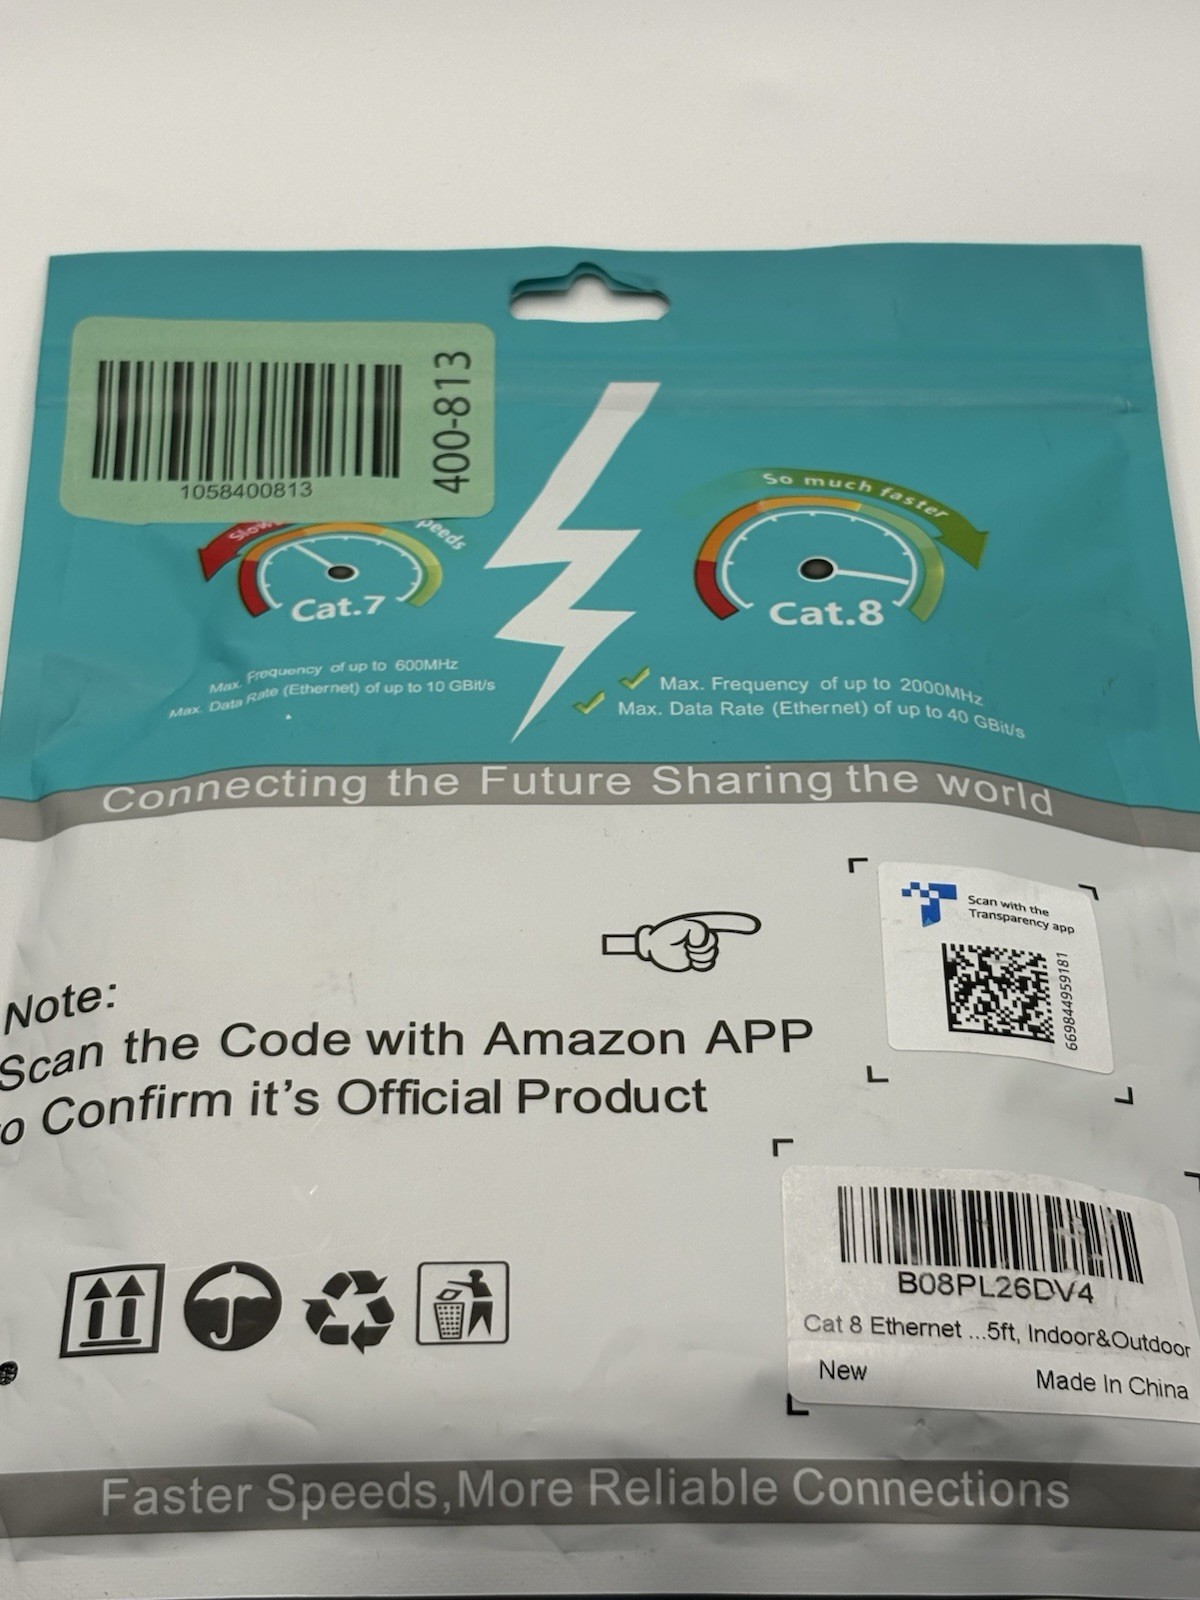 400-813
1058400813
Slow
peeds
So much faster
Cat.7
Cat.8
Max. Frequency of up to 600MHz
Max. Data Rate (Ethernet) of up to 10 GBit/s
Max. Frequency of up to 2000MHz
Max. Data Rate (Ethernet) of up to 40 GBit/s
Connecting the Future Sharing the world
Scan with the
Transparency app
669844959181
Note:
Scan the Code with Amazon APP
o Confirm it's Official Product
B08PL26DV4
Cat 8 Ethernet ...5ft, Indoor&Outdoor
New
Made In China
Faster Speeds,More Reliable Connections